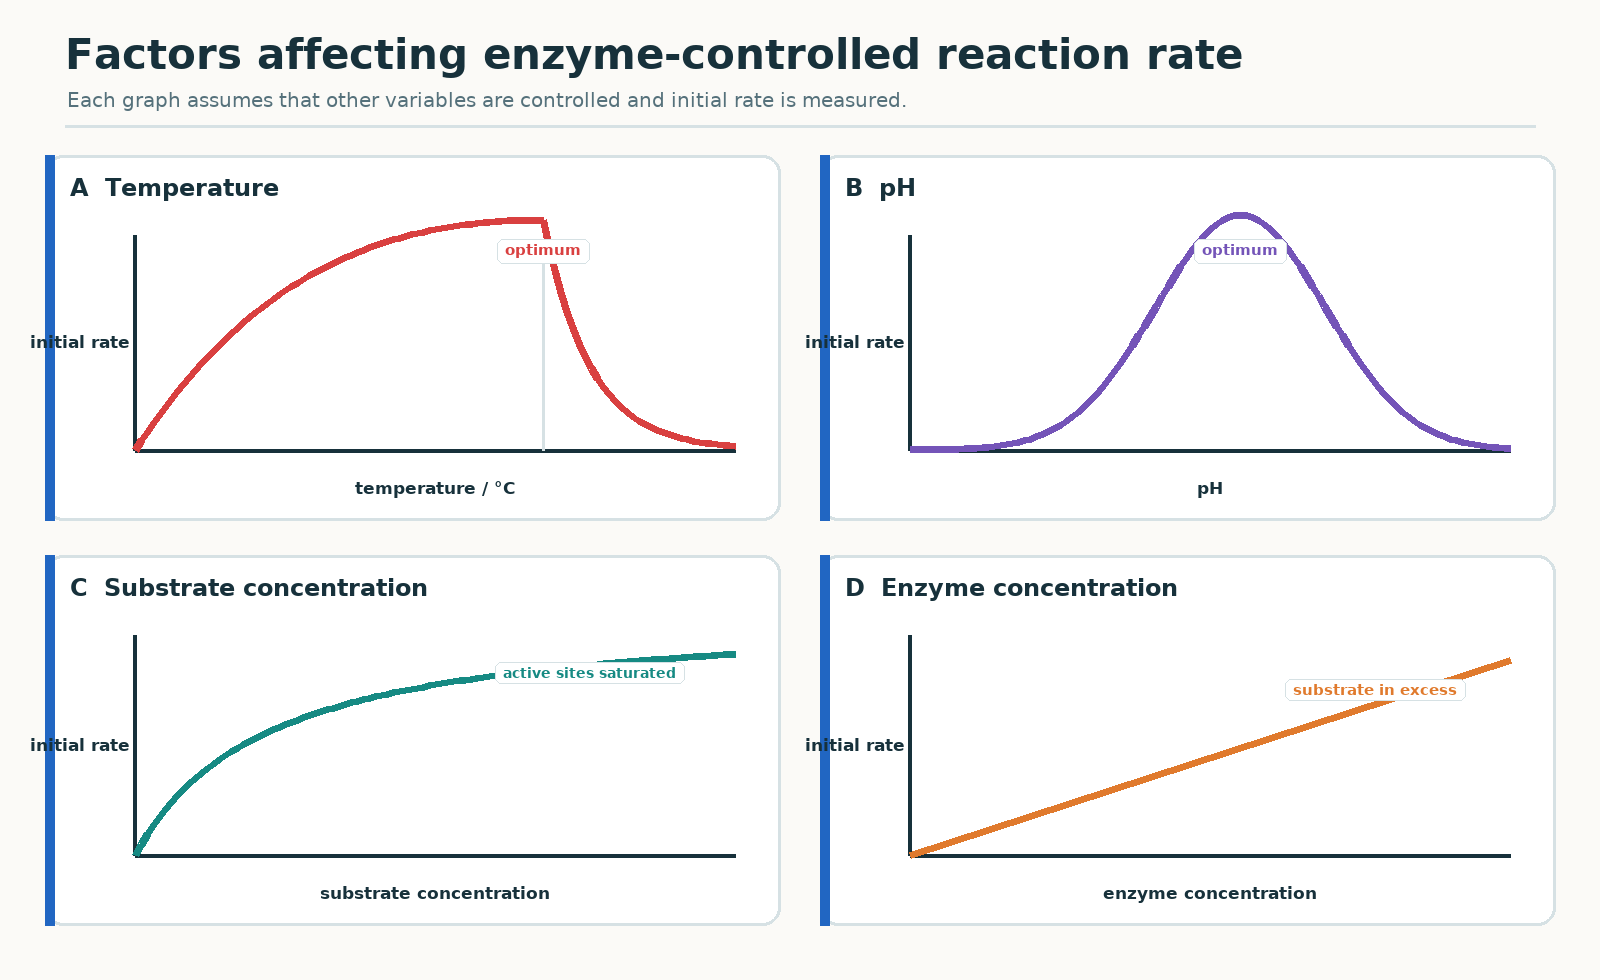 Factors affecting enzyme-controlled reaction rate
Each graph assumes that other variables are controlled and initial rate is measured.
A Temperature
optimum
initial rate
temperature / °C
B pH
optimum
initial rate
pH
C Substrate concentration
active sites saturated
initial rate
substrate concentration
D Enzyme concentration
substrate in excess
initial rate
enzyme concentration